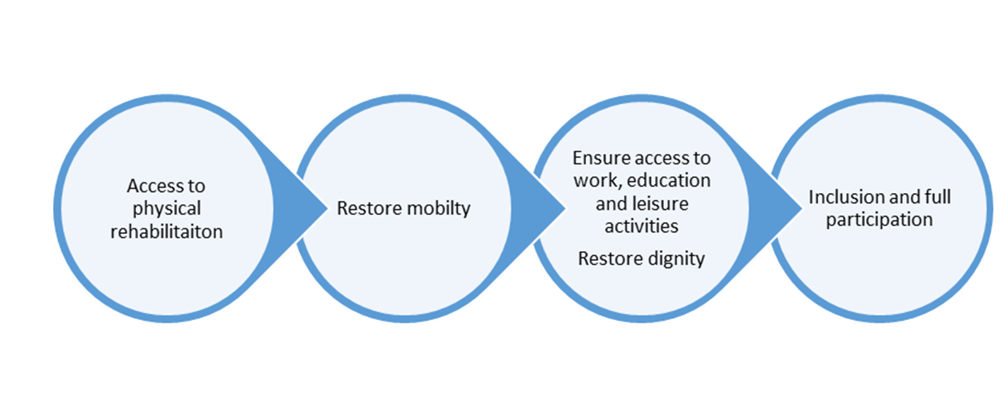 Access to
physical
rehabilitaiton
Restore mobilty
Ensure access to
work, education
and leisure
activities
Restore dignity
Inclusion and full
participation